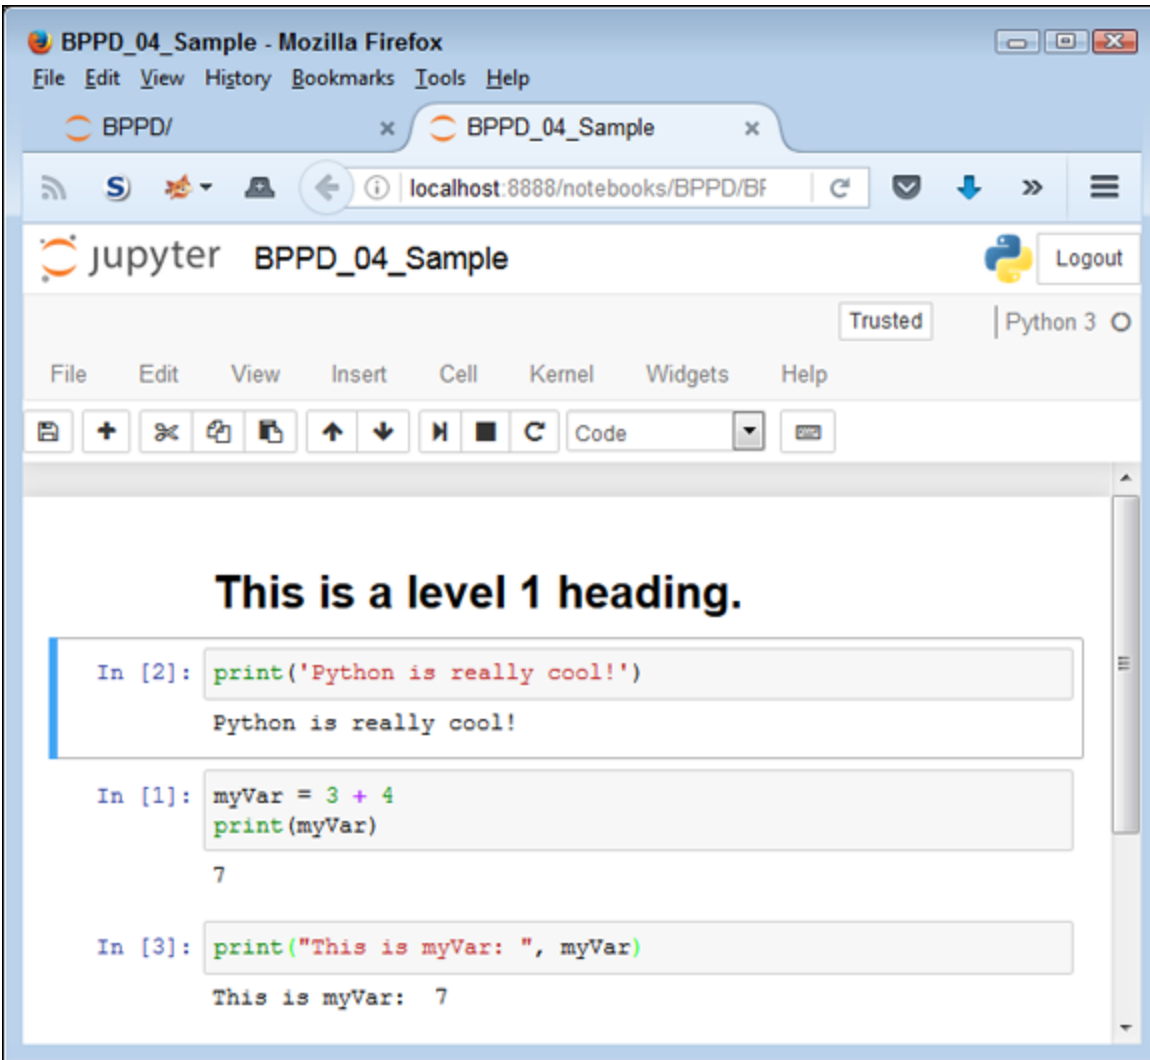 BPPD_04_Sample - Mozilla Firefox
File Edit View History Bookmarks Tools Help
BPPD/ BPPD_04_Sample
S localhost:8888/notebooks/BPPD/BF
jupyter BPPD_04_Sample Logout
Trusted Python 3
File Edit View Insert Cell Kernel Widgets Help
Code
This is a level 1 heading.
In [2]: print('Python is really cool!')
Python is really cool!
In [1]: myVar = 3 + 4
print(myVar)
7
In [3]: print("This is myVar: ", myVar)
This is myVar:  7